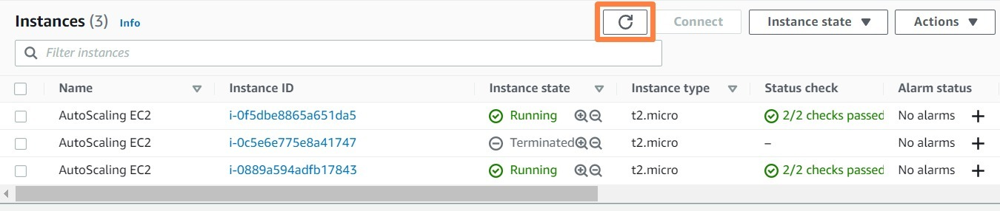 Instances (3) Info Connect Instance state Actions
Filter instances
Name Instance ID Instance state Instance type Status check Alarm status
AutoScaling EC2 i-0f5dbe8865a651da5 Running t2.micro 2/2 checks passed No alarms +
AutoScaling EC2 i-0c5e6e775e8a41747 Terminated t2.micro – No alarms +
AutoScaling EC2 i-0889a594adfb17843 Running t2.micro 2/2 checks passed No alarms +